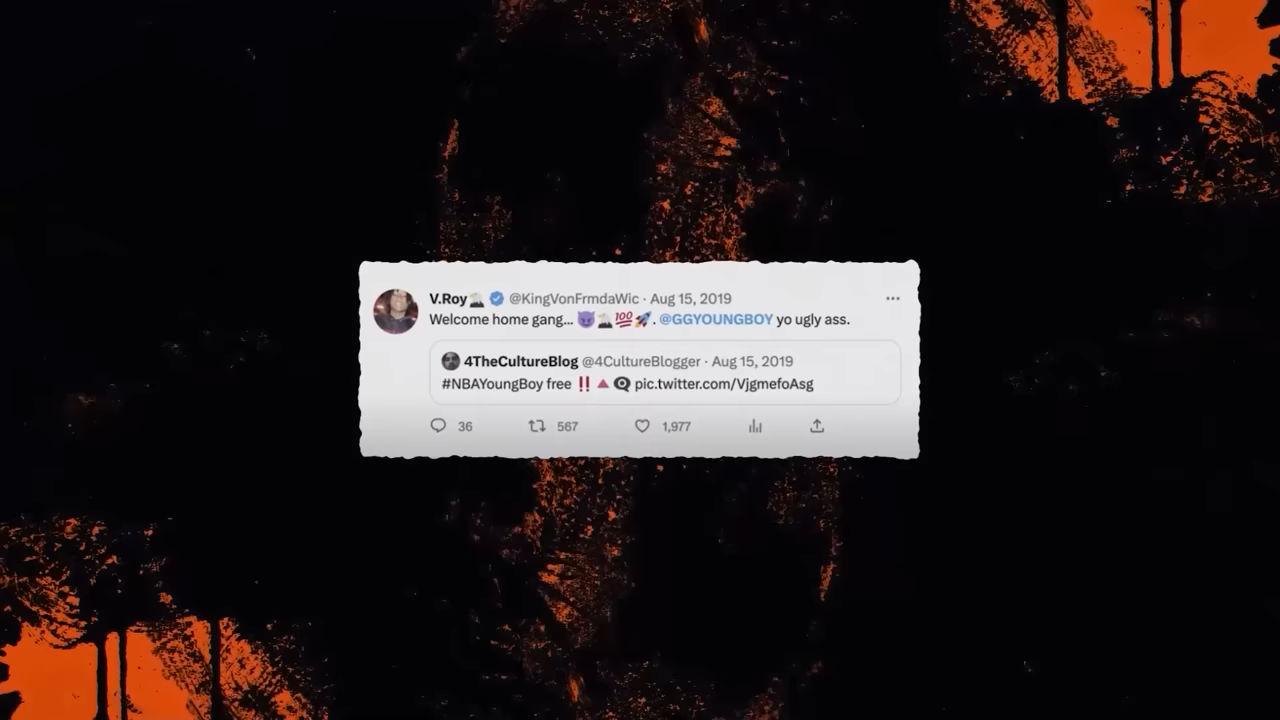 V.Roy @KingVonFrmdaWic · Aug 15, 2019
Welcome home gang... 😈💯🚀. @GGYOUNGBOY yo ugly ass.
4TheCultureBlog @4CultureBlogger · Aug 15, 2019
#NBAYoungBoy free ‼️🔺👁️‍🗨️ pic.twitter.com/VjgmefoAsg
36 567 1,977